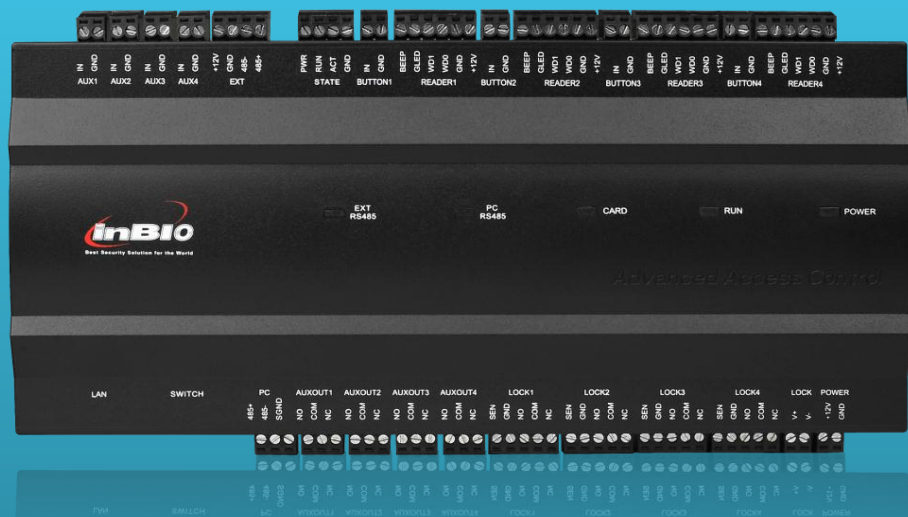 IN GND IN GND IN GND IN GND +12V GND 485- 485+ PWR RUN ACT GND IN GND BEEP GLED WD1 WD0 GND +12V IN GND BEEP GLED WD1 WD0 GND +12V IN GND BEEP GLED WD1 WD0 GND +12V IN GND BEEP GLED WD1 WD0 GND +12V
AUX1 AUX2 AUX3 AUX4 EXT STATE BUTTON1 READER1 BUTTON2 READER2 BUTTON3 READER3 BUTTON4 READER4
EXT RS485
PC RS485
CARD
RUN
POWER
inBIO
Best Security Solution for the World
Advanced Access Control
LAN SWITCH PC AUXOUT1 AUXOUT2 AUXOUT3 AUXOUT4 LOCK1 LOCK2 LOCK3 LOCK4 LOCK POWER
485+ 485- SGND NO COM NC NO COM NC NO COM NC NO COM NC SEN GND NO COM NC SEN GND NO COM NC SEN GND NO COM NC SEN GND NO COM NC V+ V- +12V GND